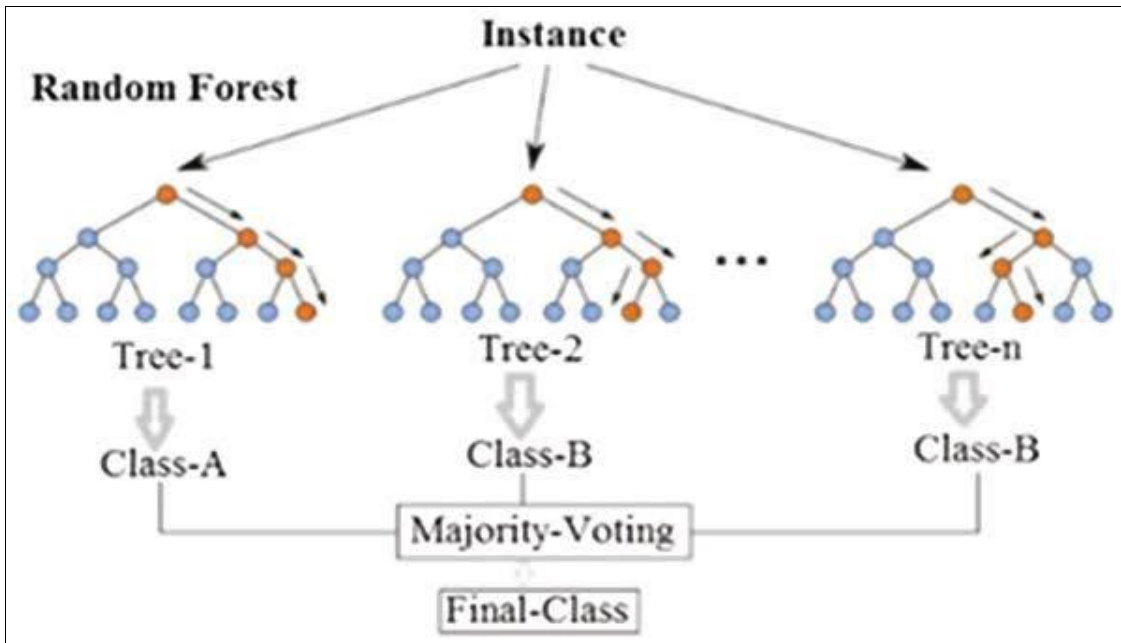 Instance
Random Forest
...
Tree-1
Tree-2
Tree-n
Class-A
Class-B
Class-B
Majority-Voting
Final-Class